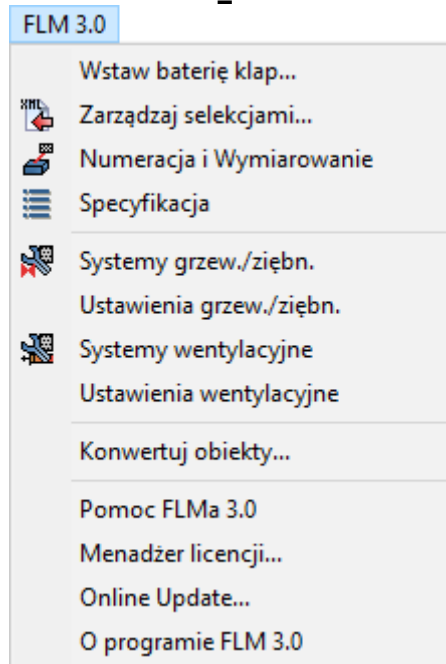 FLM 3.0
Wstaw baterię klap...
XML
Zarządzaj selekcjami...
Numeracja i Wymiarowanie
Specyfikacja
Systemy grzew./ziębn.
Ustawienia grzew./ziębn.
Systemy wentylacyjne
Ustawienia wentylacyjne
Konwertuj obiekty...
Pomoc FLMa 3.0
Menadżer licencji...
Online Update...
O programie FLM 3.0